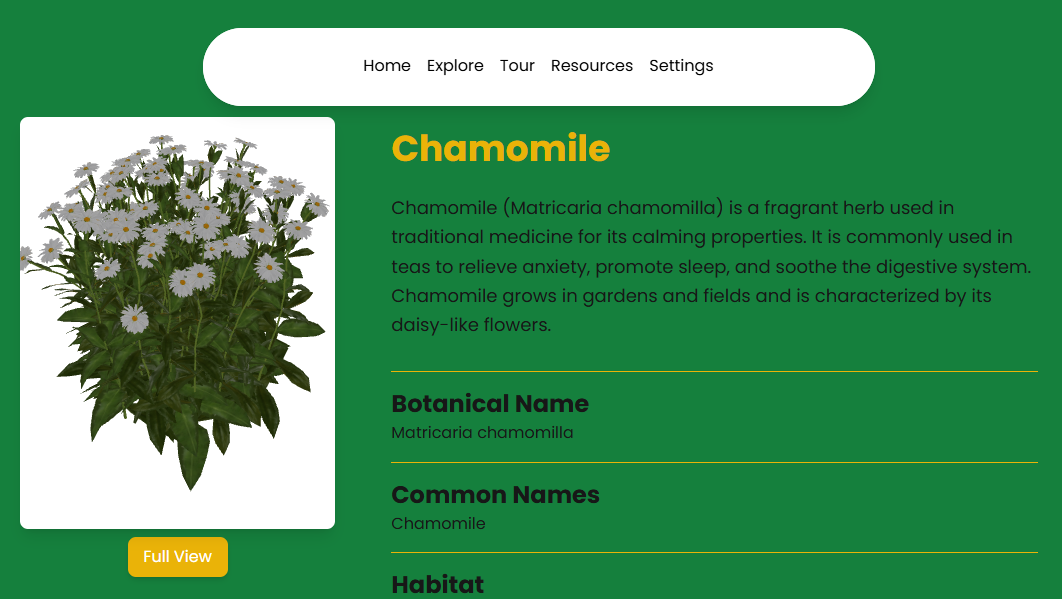 Home Explore Tour Resources Settings
Chamomile
Chamomile (Matricaria chamomilla) is a fragrant herb used in
traditional medicine for its calming properties. It is commonly used in
teas to relieve anxiety, promote sleep, and soothe the digestive system.
Chamomile grows in gardens and fields and is characterized by its
daisy-like flowers.
Botanical Name
Matricaria chamomilla
Common Names
Chamomile
Full View
Habitat